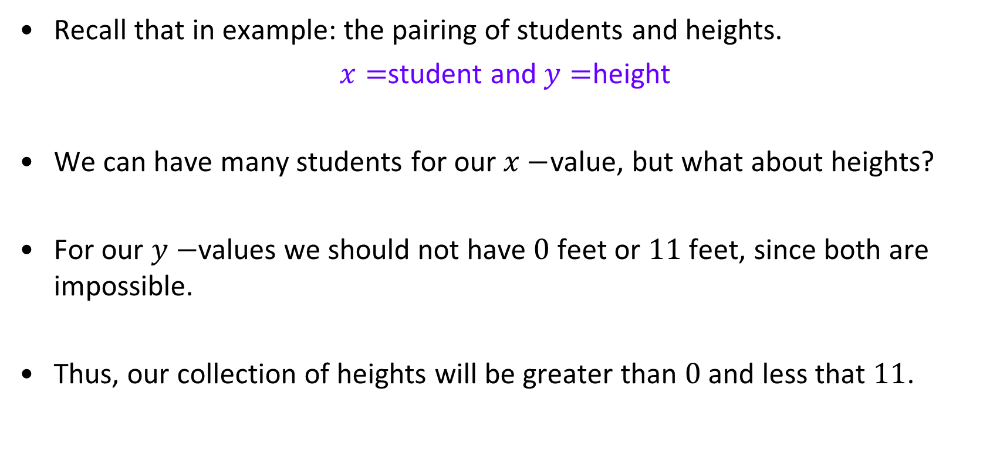 • Recall that in example: the pairing of students and heights.
x =student and y =height
• We can have many students for our x −value, but what about heights?
• For our y −values we should not have 0 feet or 11 feet, since both are
impossible.
• Thus, our collection of heights will be greater than 0 and less that 11.